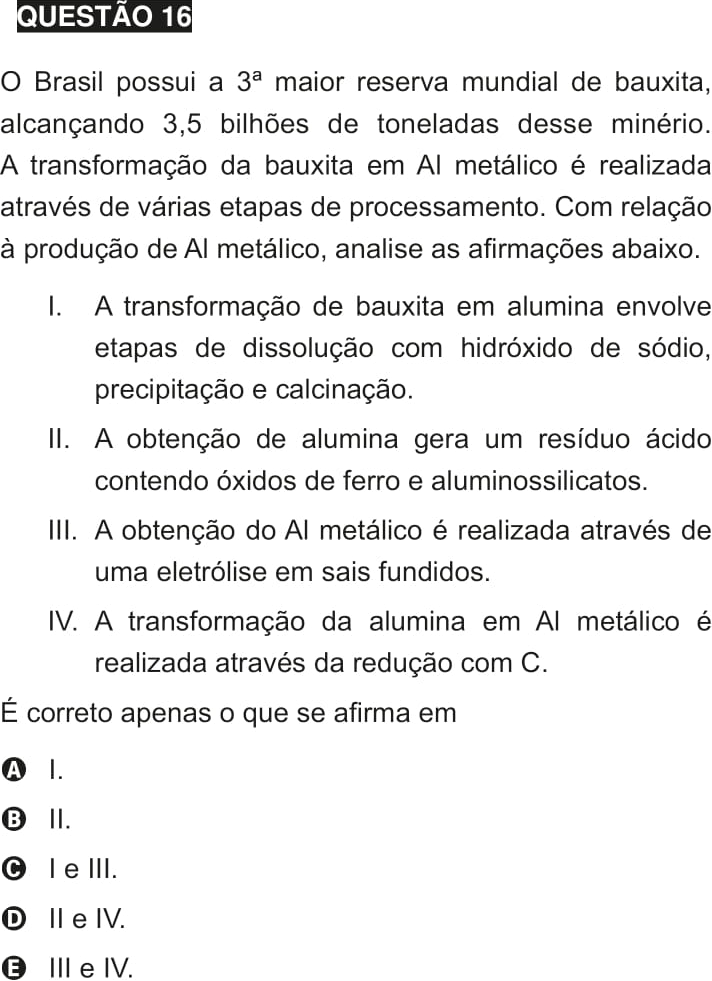 QUESTÃO 16
O Brasil possui a 3ª maior reserva mundial de bauxita,
alcançando 3,5 bilhões de toneladas desse minério.
A transformação da bauxita em Al metálico é realizada
através de várias etapas de processamento. Com relação
à produção de Al metálico, analise as afirmações abaixo.
I. A transformação de bauxita em alumina envolve
etapas de dissolução com hidróxido de sódio,
precipitação e calcinação.
II. A obtenção de alumina gera um resíduo ácido
contendo óxidos de ferro e aluminossilicatos.
III. A obtenção do Al metálico é realizada através de
uma eletrólise em sais fundidos.
IV. A transformação da alumina em Al metálico é
realizada através da redução com C.
É correto apenas o que se afirma em
A I.
B II.
C I e III.
D II e IV.
E III e IV.